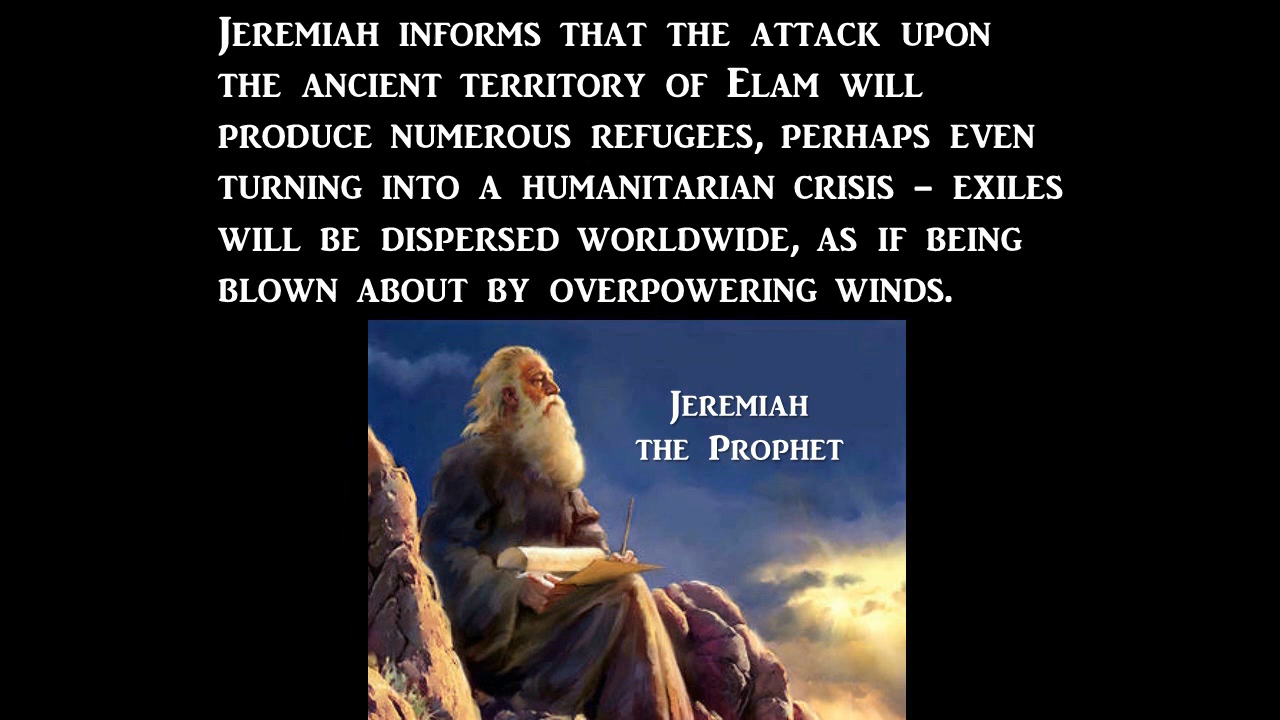 Jeremiah informs that the attack upon
the ancient territory of Elam will
produce numerous refugees, perhaps even
turning into a humanitarian crisis – exiles
will be dispersed worldwide, as if being
blown about by overpowering winds.
Jeremiah
the Prophet